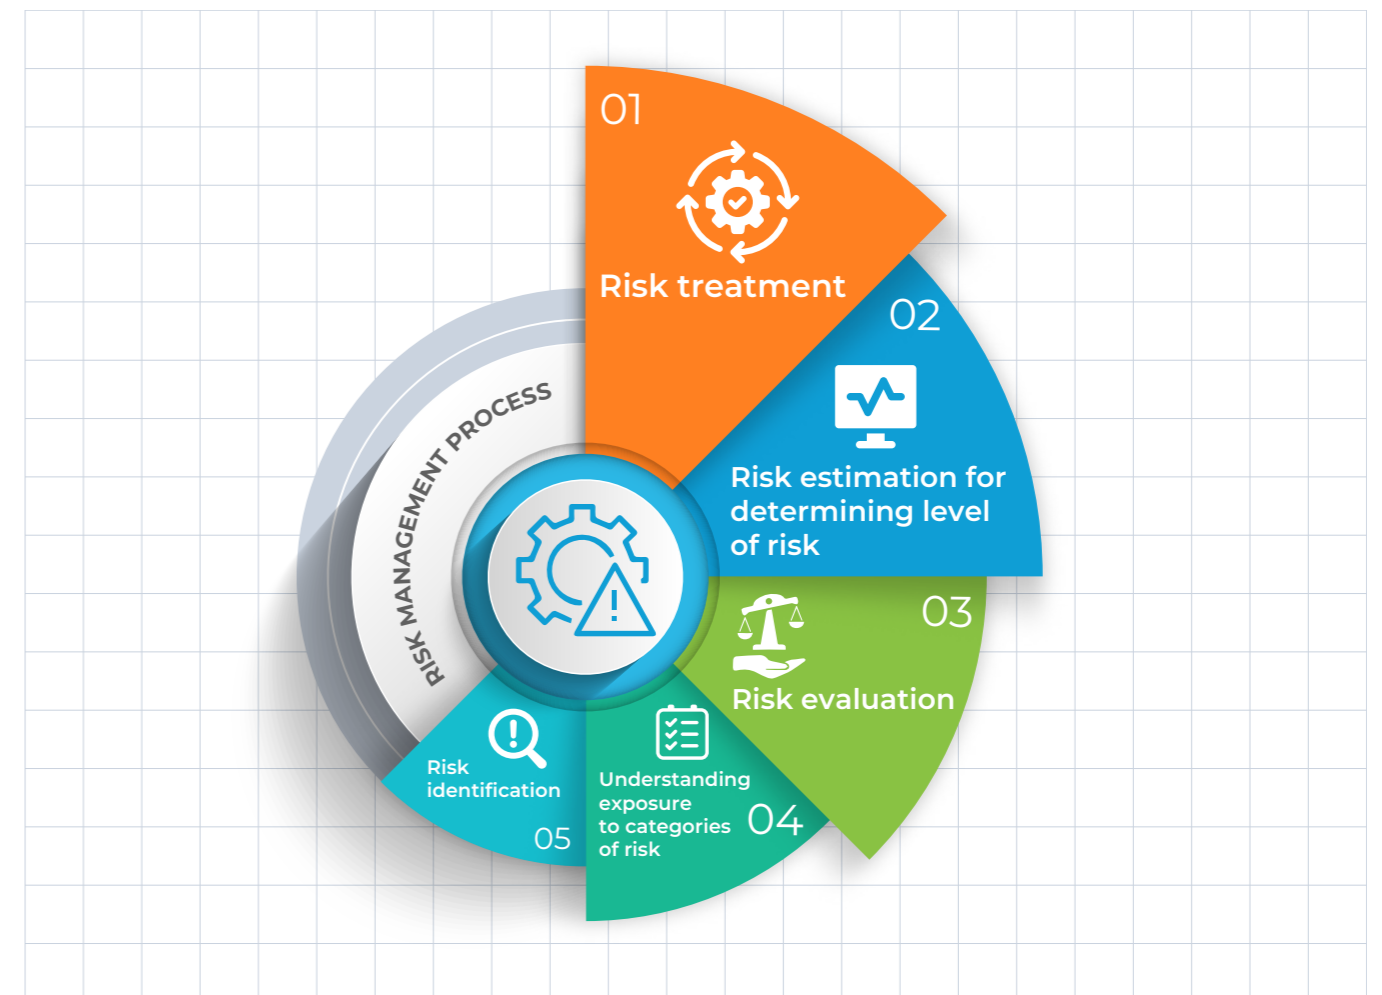 01
Risk treatment
02
Risk estimation for
determining level
of risk
03
Risk evaluation
04
Understanding
exposure
to categories
of risk
05
Risk
identification
RISK MANAGEMENT PROCESS